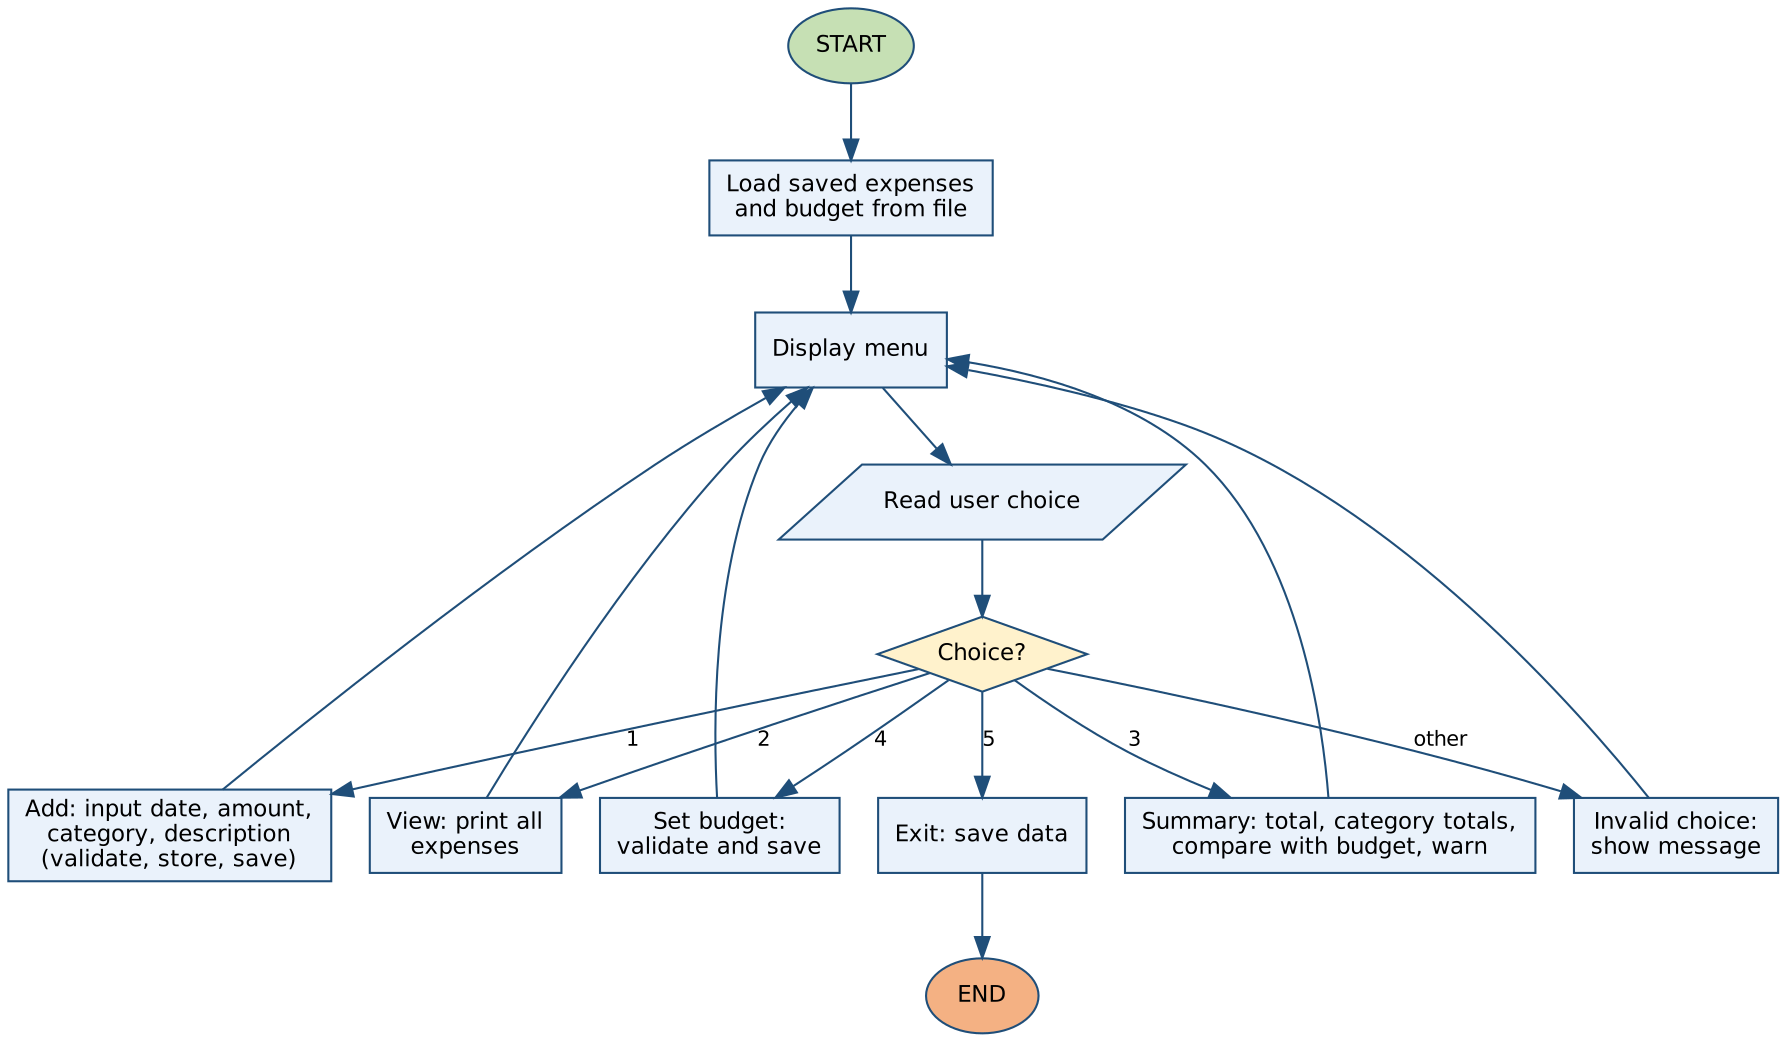 START
Load saved expenses
and budget from file
Display menu
Read user choice
Choice?
1
2
4
5
3
other
Add: input date, amount,
category, description
(validate, store, save)
View: print all
expenses
Set budget:
validate and save
Exit: save data
Summary: total, category totals,
compare with budget, warn
Invalid choice:
show message
END